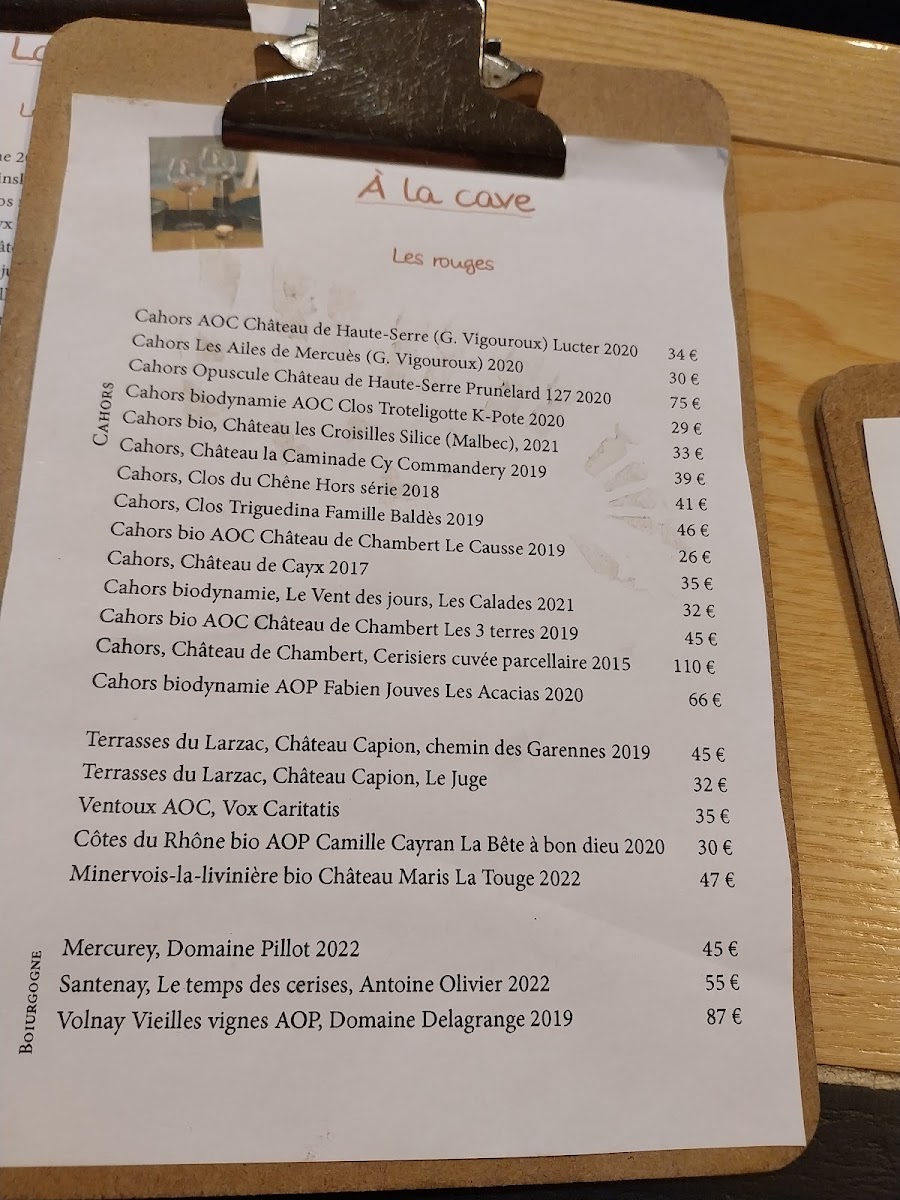 À la cave
Les rouges
CAHORS
Cahors AOC Château de Haute-Serre (G. Vigouroux) Lucter 2020 34 €
Cahors Les Ailes de Mercuès (G. Vigouroux) 2020 30 €
Cahors Opuscule Château de Haute-Serre Prunelard 127 2020 75 €
Cahors biodynamie AOC Clos Troteligotte K-Pote 2020 29 €
Cahors bio, Château les Croisilles Silice (Malbec), 2021 33 €
Cahors, Château la Caminade Cy Commandery 2019 39 €
Cahors, Clos du Chêne Hors série 2018 41 €
Cahors, Clos Triguedina Famille Baldès 2019 46 €
Cahors bio AOC Château de Chambert Le Causse 2019 26 €
Cahors, Château de Cayx 2017 35 €
Cahors biodynamie, Le Vent des jours, Les Calades 2021 32 €
Cahors bio AOC Château de Chambert Les 3 terres 2019 45 €
Cahors, Château de Chambert, Cerisiers cuvée parcellaire 2015 110 €
Cahors biodynamie AOP Fabien Jouves Les Acacias 2020 66 €
Terrasses du Larzac, Château Capion, chemin des Garennes 2019 45 €
Terrasses du Larzac, Château Capion, Le Juge 32 €
Ventoux AOC, Vox Caritatis 35 €
Côtes du Rhône bio AOP Camille Cayran La Bête à bon dieu 2020 30 €
Minervois-la-livinière bio Château Maris La Touge 2022 47 €
BOIURGOGNE
Mercurey, Domaine Pillot 2022 45 €
Santenay, Le temps des cerises, Antoine Olivier 2022 55 €
Volnay Vieilles vignes AOP, Domaine Delagrange 2019 87 €